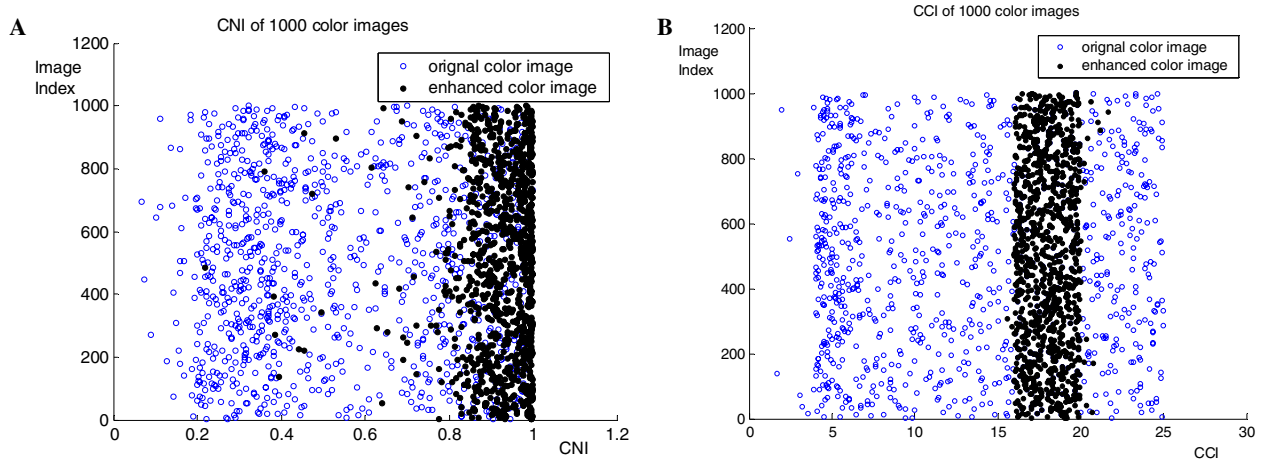 A
CNI of 1000 color images
1200
Image
Index
orignal color image
enhanced color image
1000
800
600
400
200
0
0 0.2 0.4 0.6 0.8 1 1.2
CNI
B
CCI of 1000 color images
1200
Image
Index
orignal color image
enhanced color image
1000
800
600
400
200
0
0 5 10 15 20 25 30
CCI